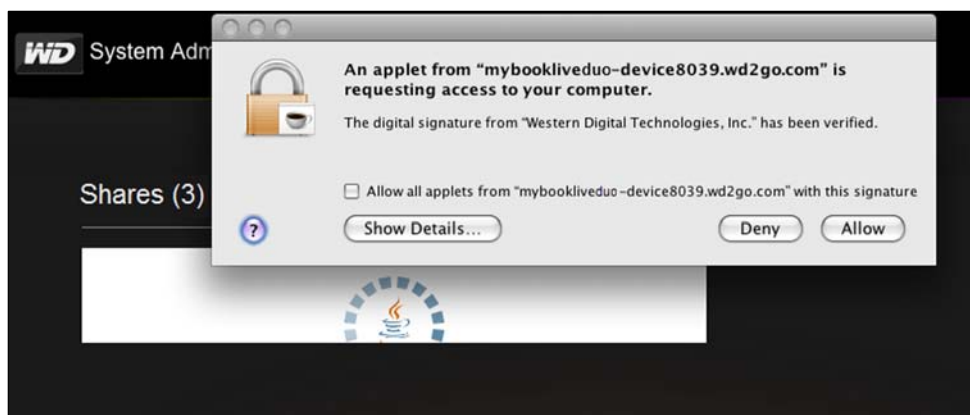 WD System Adm
An applet from “mybookliveduo-device8039.wd2go.com” is
requesting access to your computer.
The digital signature from “Western Digital Technologies, Inc.” has been verified.
Allow all applets from “mybookliveduo-device8039.wd2go.com” with this signature
Shares (3)
? Show Details... Deny Allow